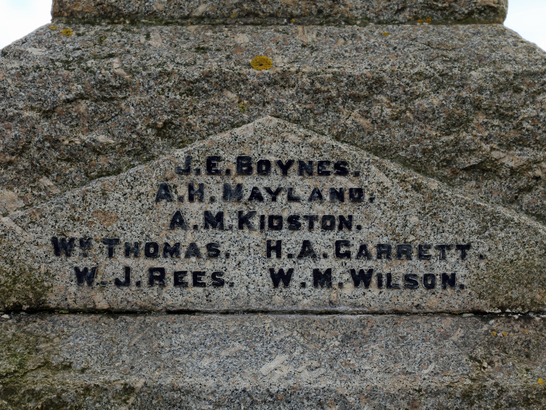 J.E. BOYNES.
A.H. MAYLAND.
A.M. KIDSTON.
WM THOMAS. H.A. GARRETT.
W.J. REES. W.M. WILSON.